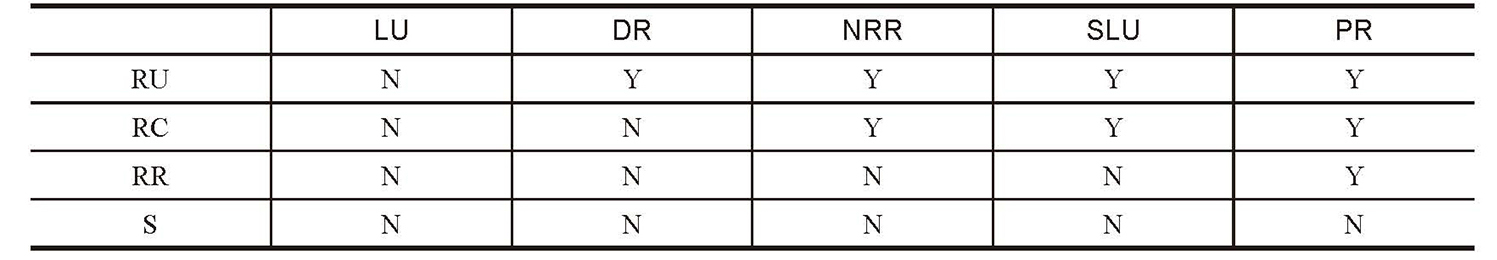 LU DR NRR SLU PR
RU N Y Y Y Y
RC N N Y Y Y
RR N N N N Y
S N N N N N